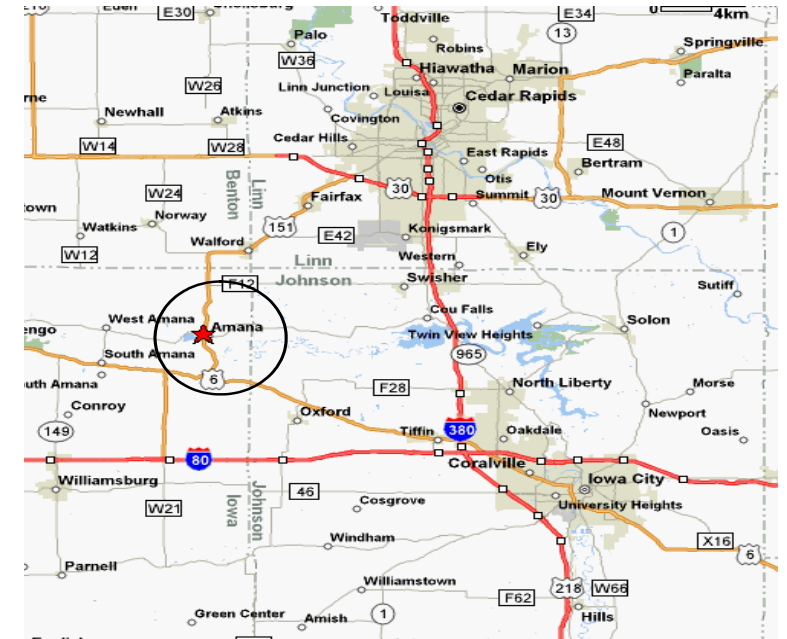 E30
Toddville
E34
0
4km
13
Palo
Robins
Springville
W36
Hiawatha
Marion
Paralta
W26
Linn Junction
Louisa
Cedar Rapids
Newhall
Atkins
Covington
Cedar Hills
W14
W28
E48
East Rapids
Bertram
Benton
Linn
W24
30
Otis
Summit
30
Mount Vernon
Fairfax
Norway
Watkins
151
E42
Konigsmark
1
Walford
W12
Ely
Linn
Western
Johnson
Swisher
F12
Sutiff
Cou Falls
West Amana
Amana
Solon
Twin View Heights
South Amana
965
6
F28
North Liberty
Morse
Conroy
Oxford
Newport
149
Tiffin
380
Oakdale
Oasis
80
Coralville
Williamsburg
Iowa City
46
W21
Iowa
Johnson
Cosgrove
University Heights
Windham
X16
6
Parnell
Williamstown
218
W66
F62
Green Center
Amish
1
Hills